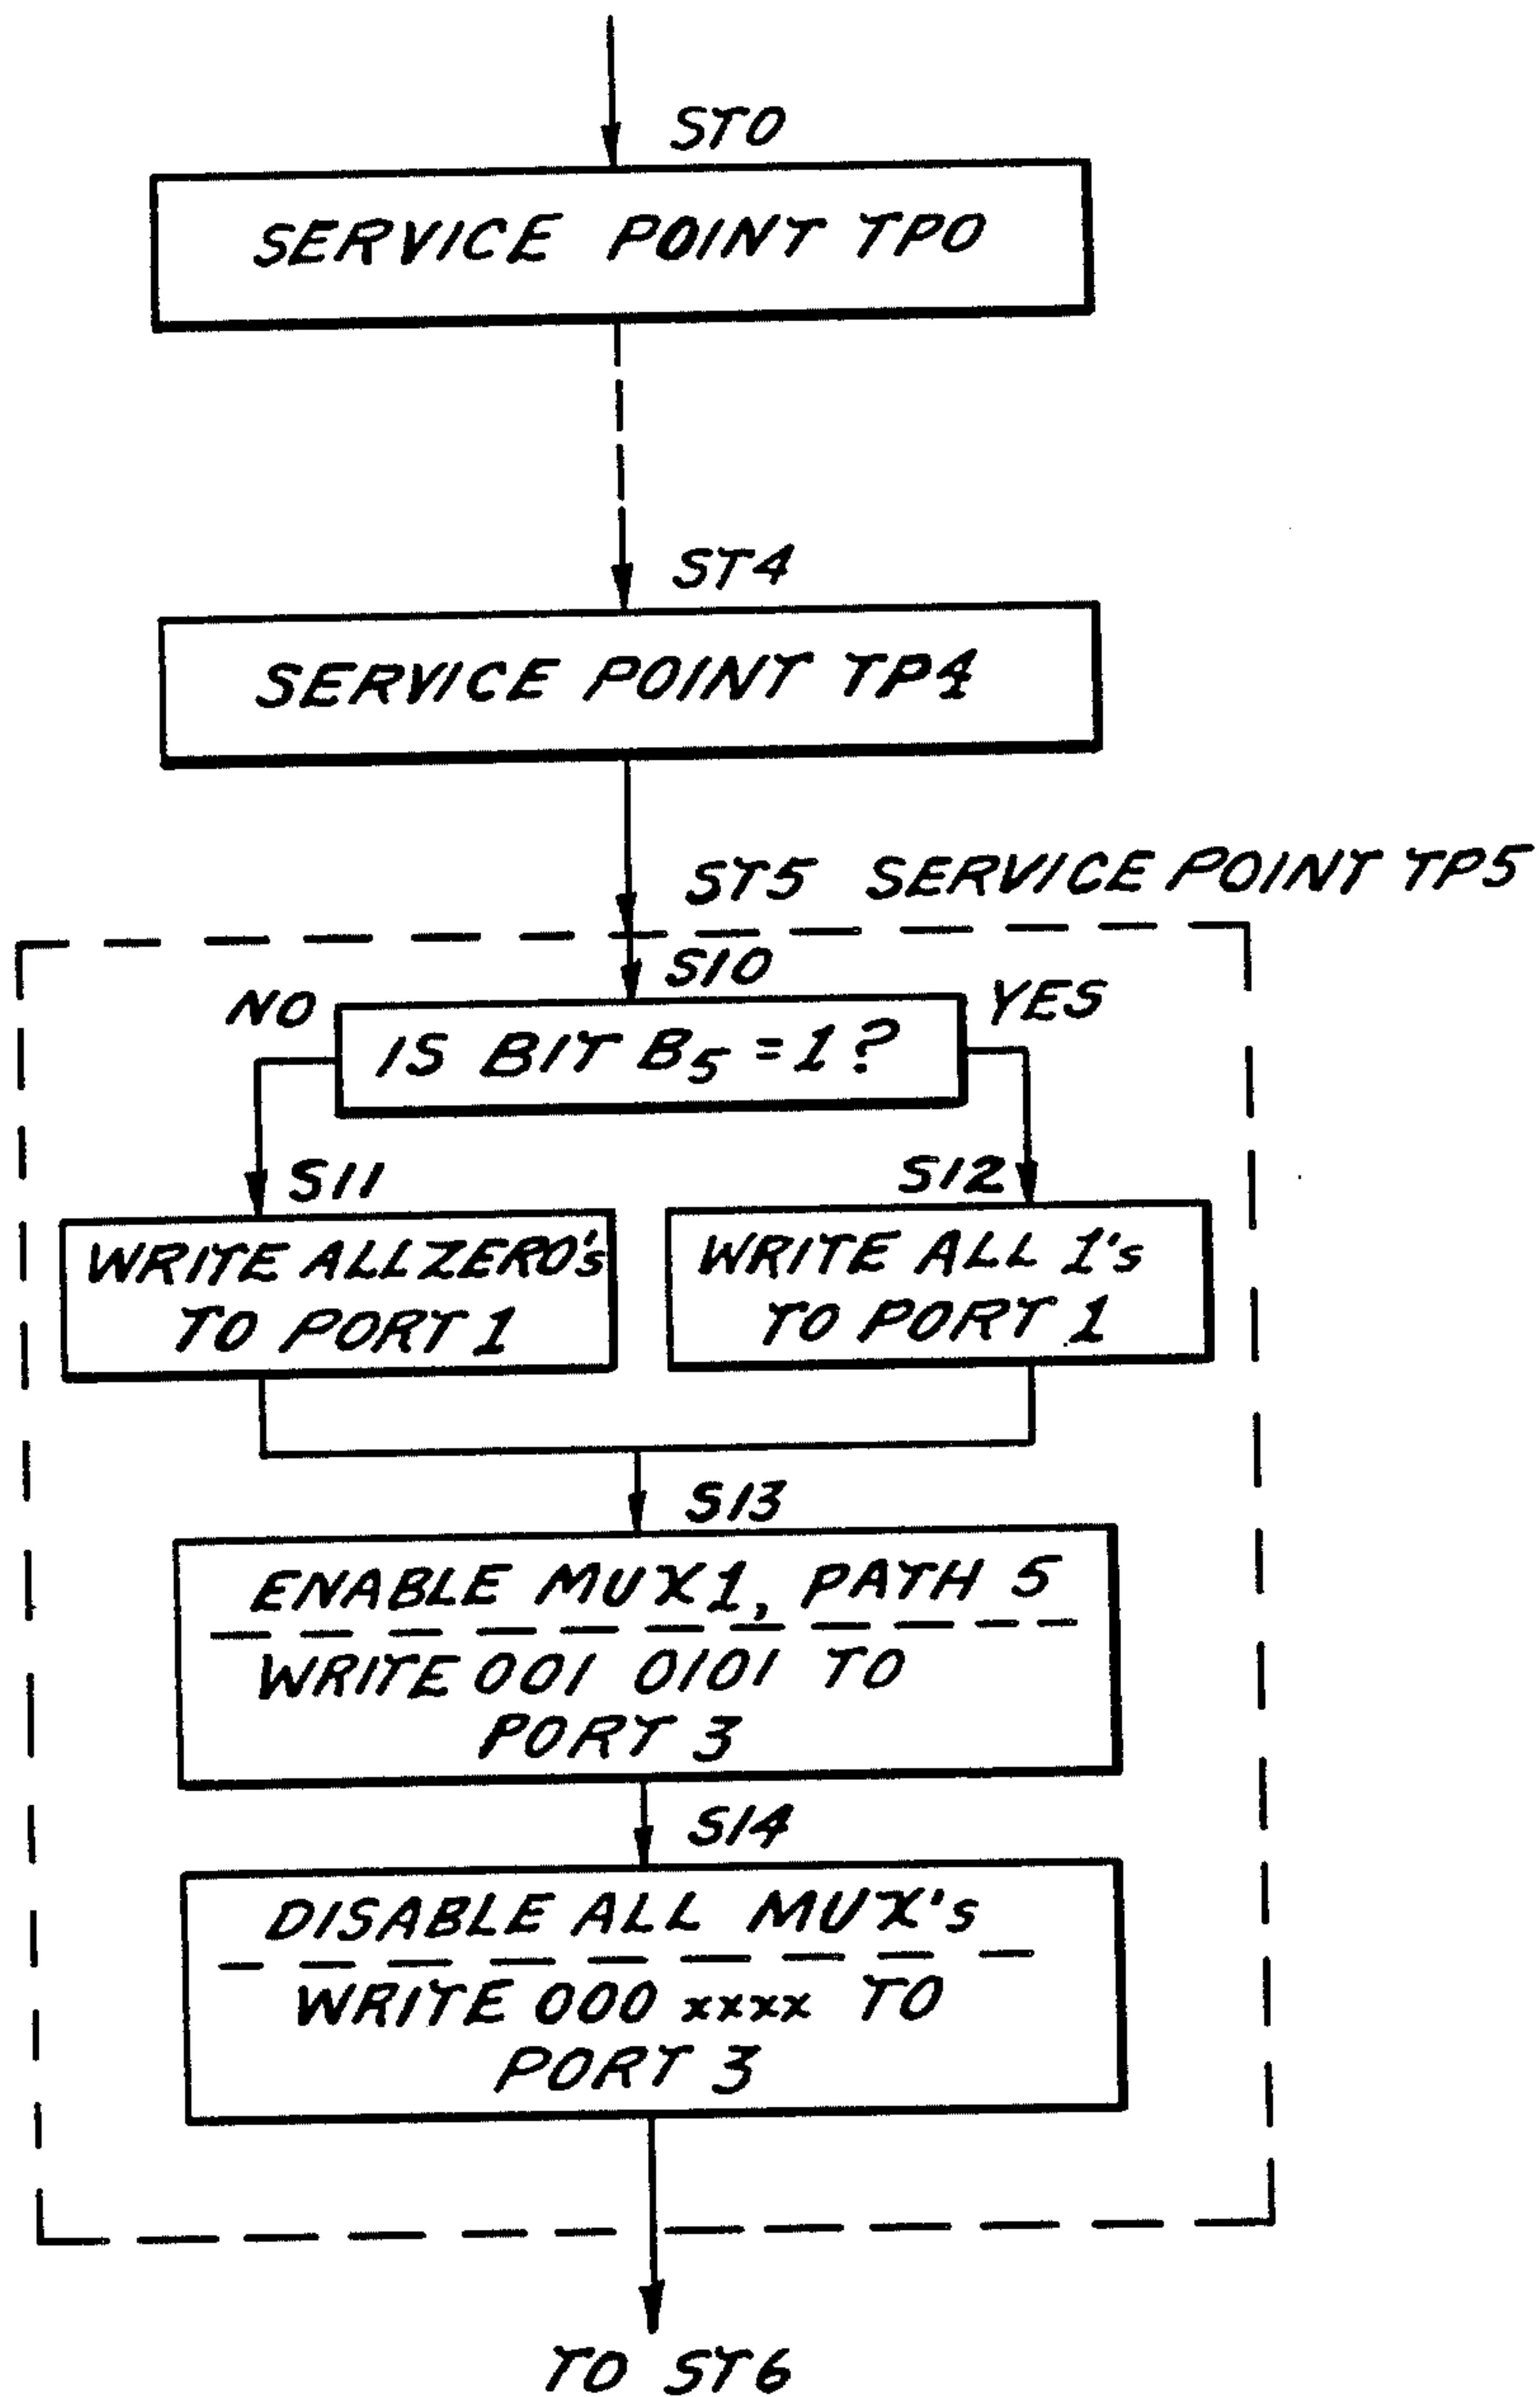 ST0
SERVICE POINT TP0
ST4
SERVICE POINT TP4
ST5 SERVICE POINT TP5
S10
NO
YES
IS BIT B5 = 1?
S11
S12
WRITE ALL ZERO's
TO PORT 1
WRITE ALL 1's
TO PORT 1
S13
ENABLE MUX1, PATH 5
WRITE 001 0101 TO
PORT 3
S14
DISABLE ALL MUX's
WRITE 000 xxxx TO
PORT 3
TO ST6